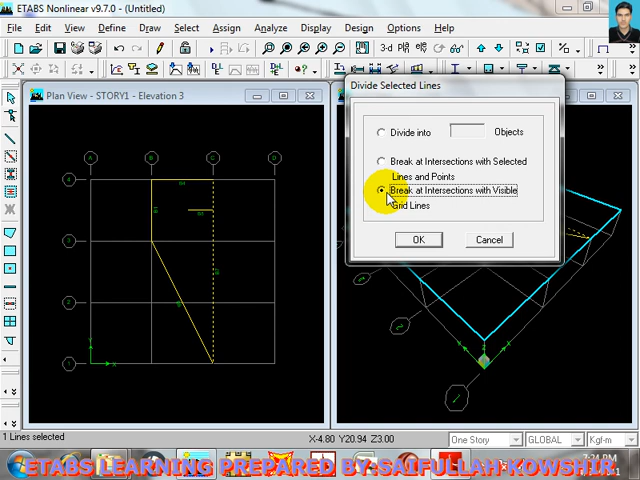 ETABS Nonlinear v9.7.0 - (Untitled)
File Edit View Define Draw Select Assign Analyze Display Design Options Help
3-d
Plan View - STORY1 - Elevation 3
Divide Selected Lines
Divide into
Objects
Break at Intersections with Selected
Lines and Points
Break at Intersections with Visible
Grid Lines
OK
Cancel
A
B
C
D
4
3
2
1
Y
X
1 Lines selected
X-4.80 Y20.94 Z3.00
One Story
GLOBAL
Kgf-m
ETABS LEARNING PREPARED BY SAIFULLAH KOWSHIR